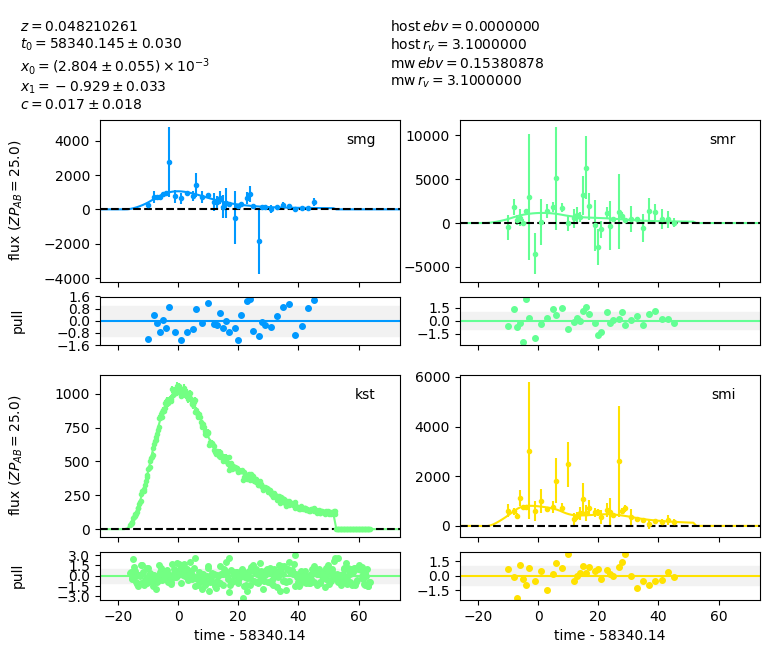 z = 0.048210261
t₀ = 58340.145 ± 0.030
x₀ = (2.804 ± 0.055) × 10⁻³
x₁ = −0.929 ± 0.033
c = 0.017 ± 0.018
host ebv = 0.0000000
host r_v = 3.1000000
mw ebv = 0.15380878
mw r_v = 3.1000000
smg
4000
2000
0
−2000
−4000
flux (ZP_AB = 25.0)
smr
10000
5000
0
−5000
pull
1.6
0.8
0.0
−0.8
−1.6
1.5
0.0
−1.5
kst
1000
750
500
250
0
flux (ZP_AB = 25.0)
smi
6000
4000
2000
0
pull
3.0
1.5
0.0
−1.5
−3.0
1.5
0.0
−1.5
−20 0 20 40 60
time - 58340.14
−20 0 20 40 60
time - 58340.14